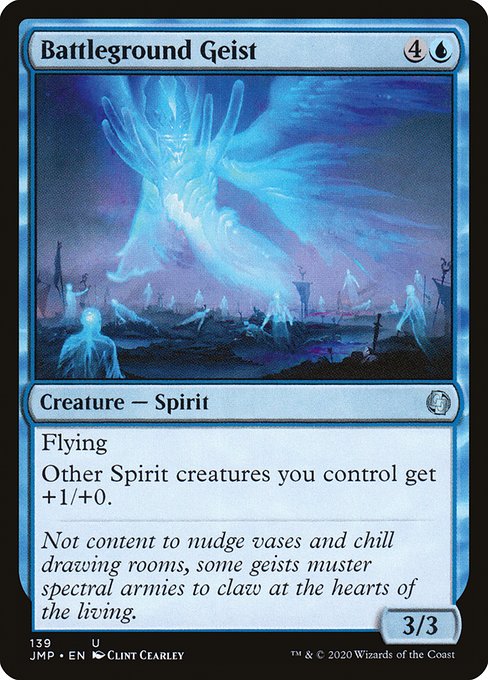 Battleground Geist 4
Creature — Spirit
Flying
Other Spirit creatures you control get
+1/+0.
Not content to nudge vases and chill
drawing rooms, some geists muster
spectral armies to claw at the hearts of
the living.
3/3
139 U
JMP • EN Clint Cearley
™ & © 2020 Wizards of the Coast